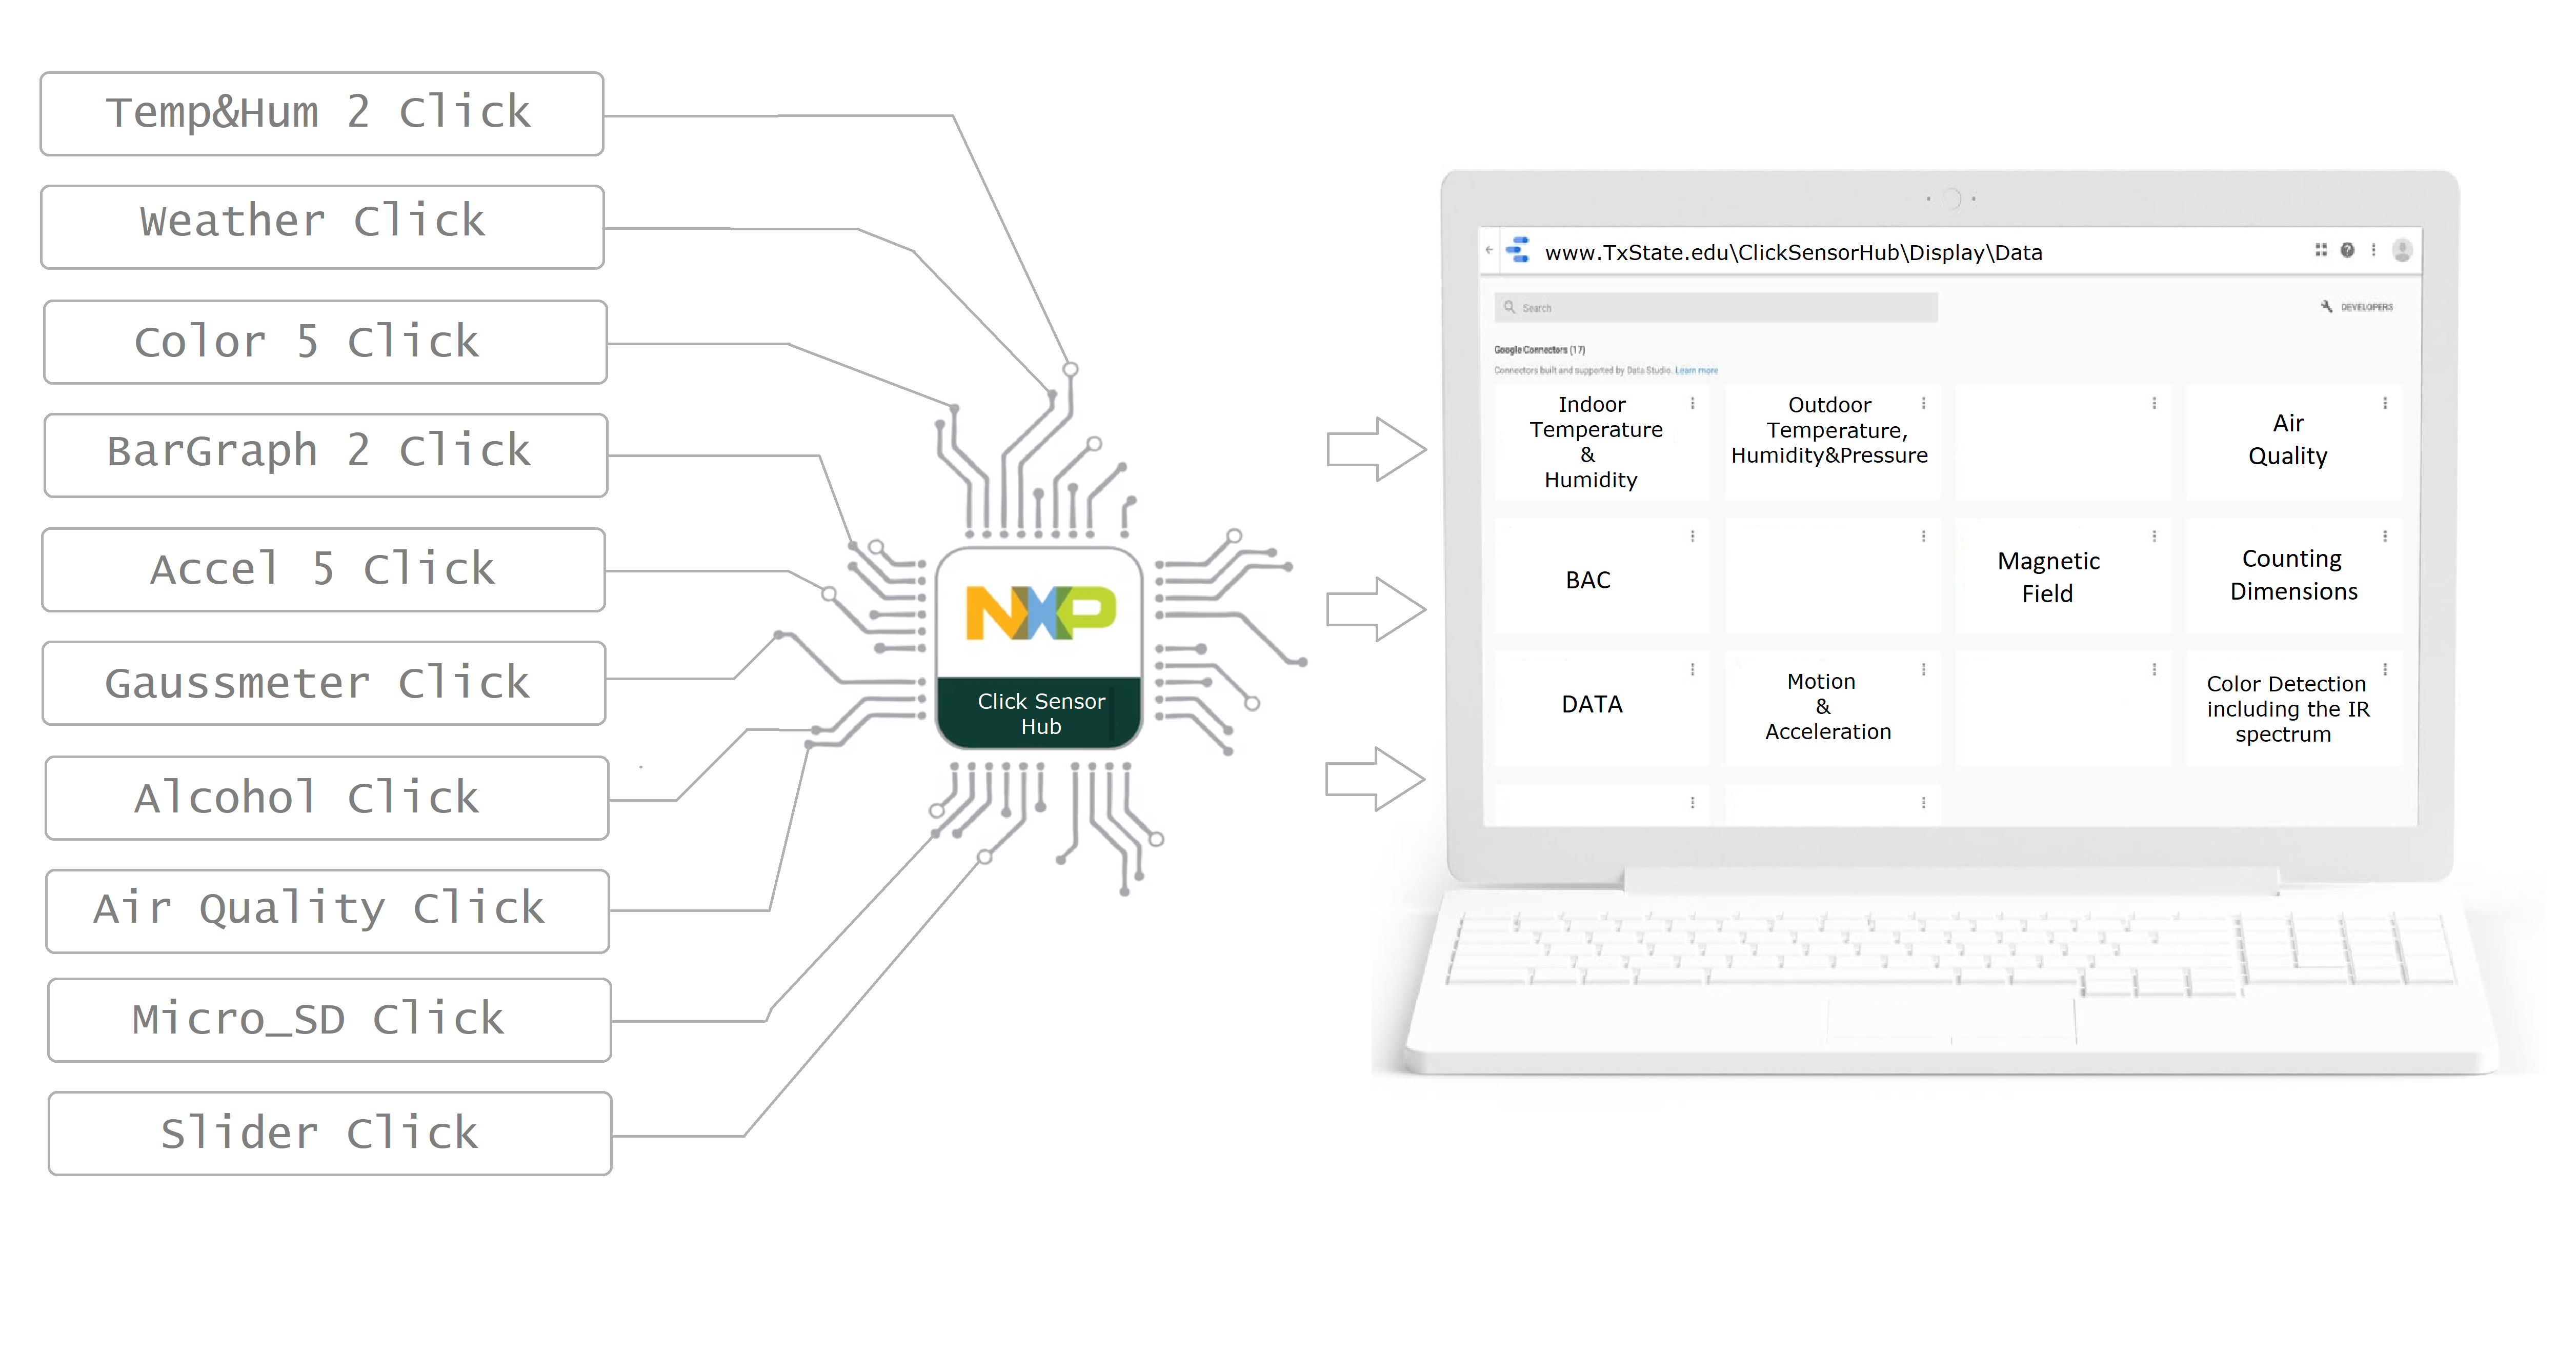 Temp&Hum 2 Click
Weather Click
Color 5 Click
BarGraph 2 Click
Accel 5 Click
Gaussmeter Click
Alcohol Click
Air Quality Click
Micro_SD Click
Slider Click
NXP
Click Sensor
Hub
www.TxState.edu\ClickSensorHub\Display\Data
Search
DEVELOPERS
Google Connectors (17)
Connectors built and supported by Data Studio. Learn more
Indoor
Temperature
&
Humidity
Outdoor
Temperature,
Humidity&Pressure
Air
Quality
BAC
Magnetic
Field
Counting
Dimensions
DATA
Motion
&
Acceleration
Color Detection
including the IR
spectrum